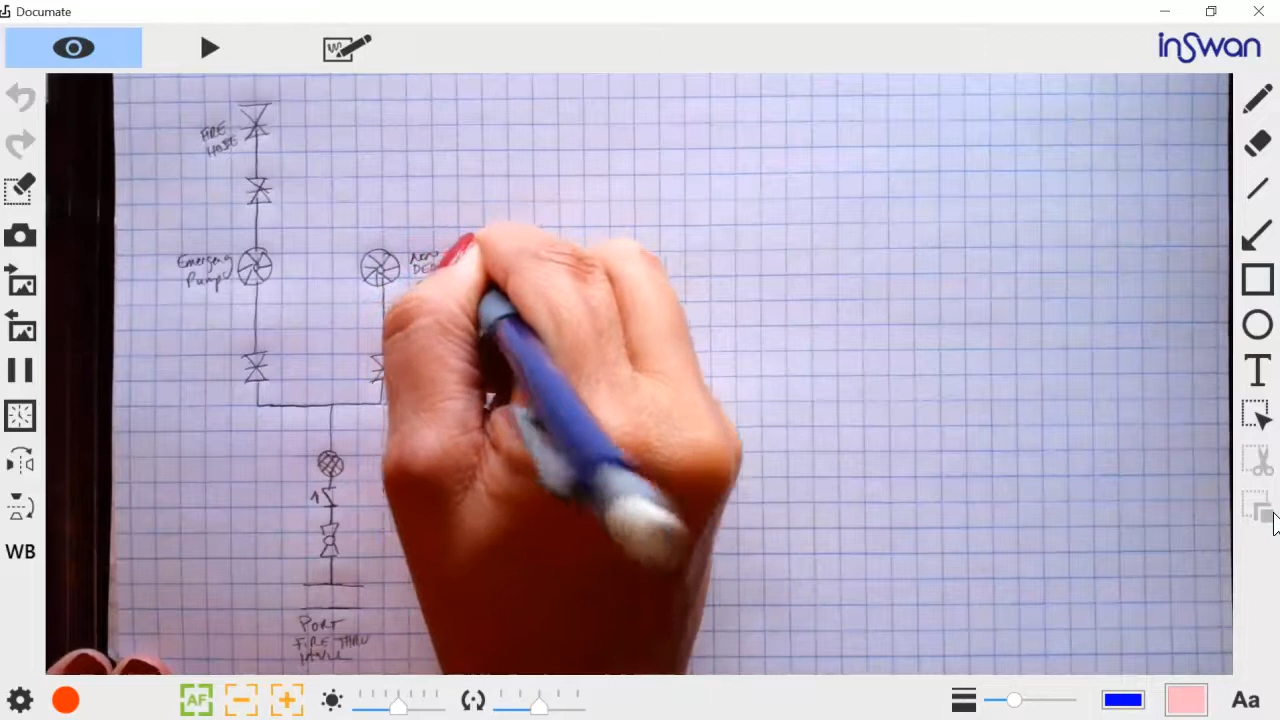 Documate
inSwan
FIRE
HOSE
Emergency
Pump
PORT
FIRE THRU
HULL
WB
AF
T
Aa